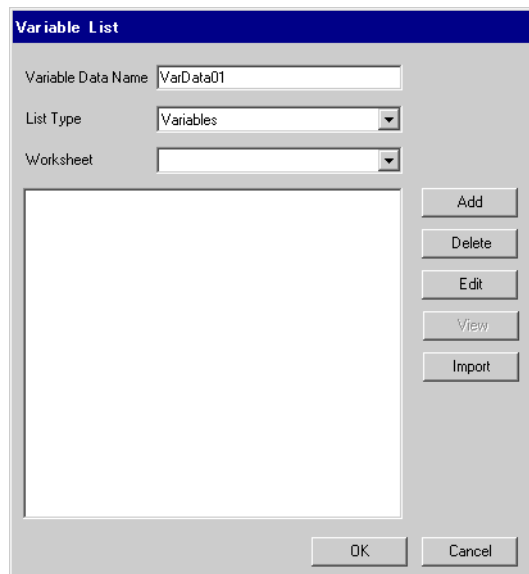 Variable List
Variable Data Name VarData01
List Type Variables
Worksheet
Add
Delete
Edit
View
Import
OK Cancel